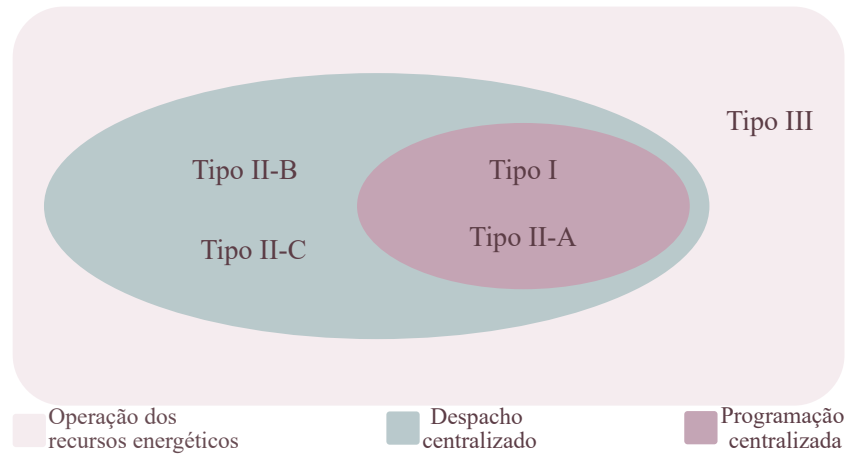 Tipo III
Tipo II-B
Tipo I
Tipo II-C
Tipo II-A
Operação dos
recursos energéticos
Despacho
centralizado
Programação
centralizada